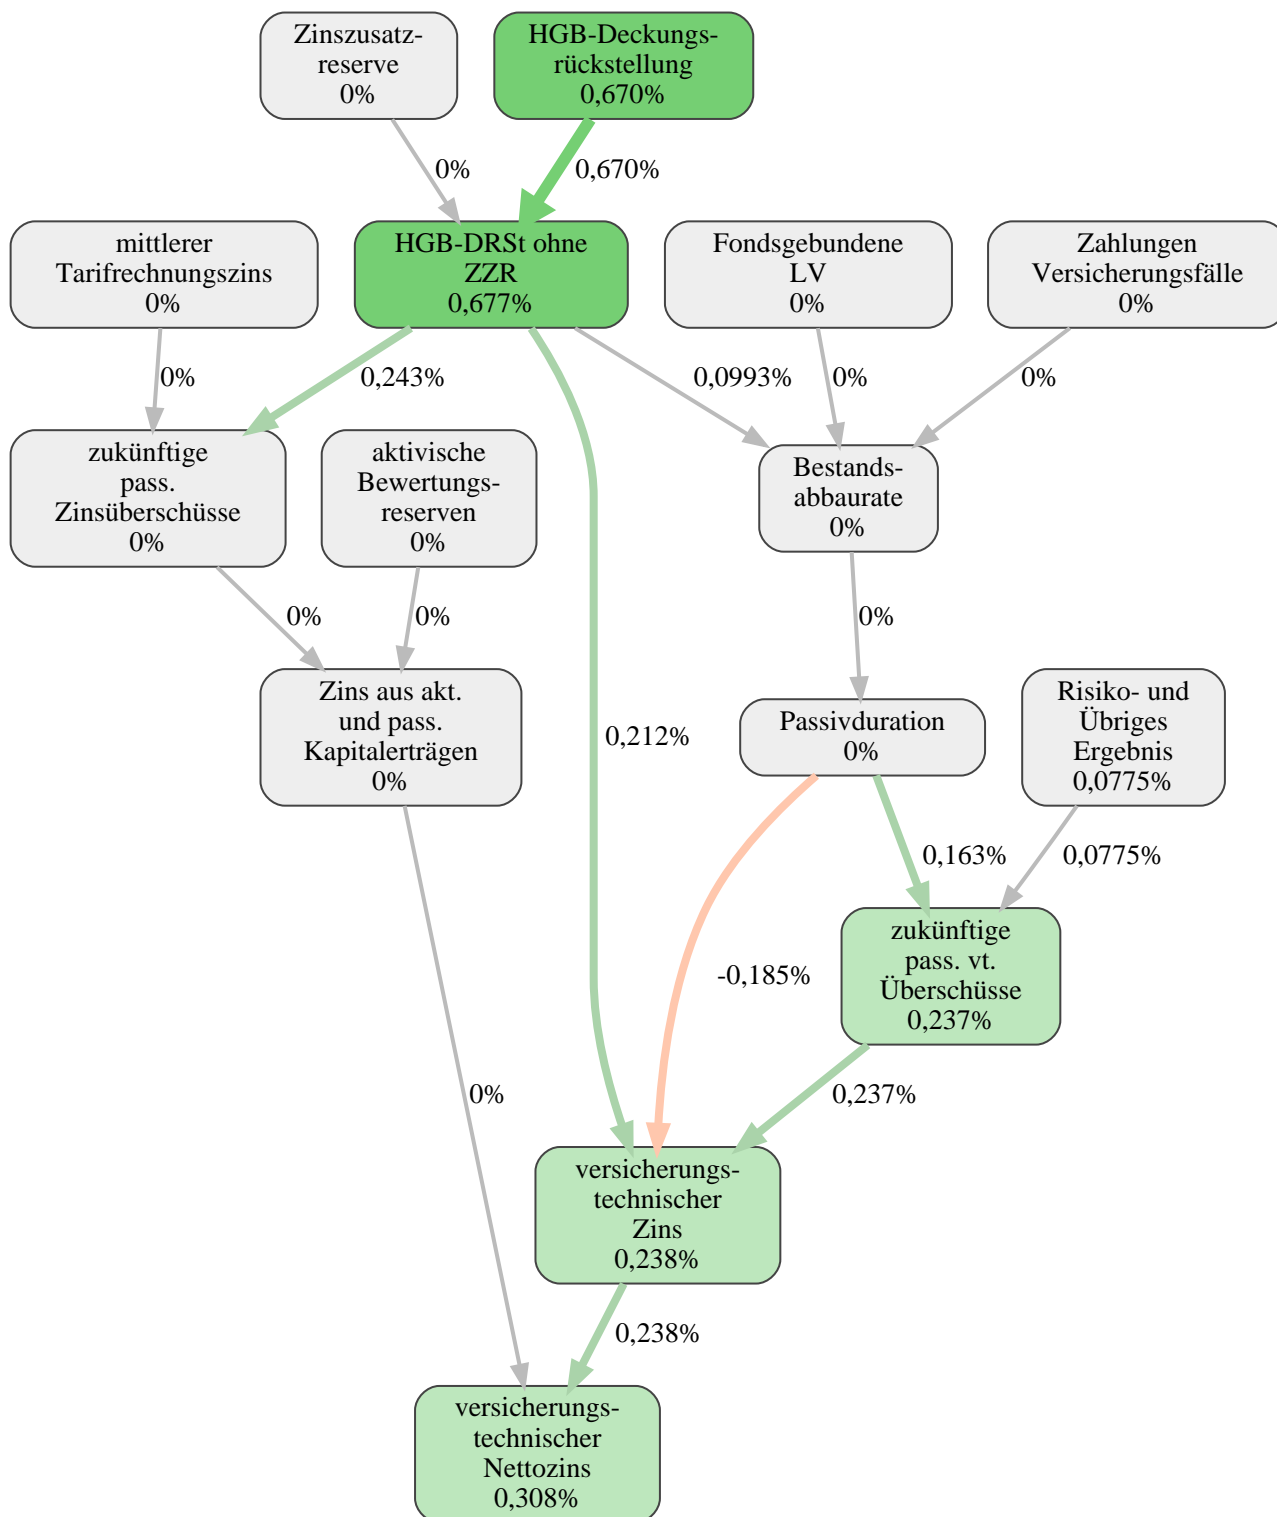 Zinszusatz-
reserve
0%
HGB-Deckungs-
rückstellung
0,670%
0%
0,670%
mittlerer
Tarifrechnungszins
0%
HGB-DRSt ohne
ZZR
0,677%
Fondsgebundene
LV
0%
Zahlungen
Versicherungsfälle
0%
0%
0,243%
0,0993%
0%
0%
zukünftige
pass.
Zinsüberschüsse
0%
aktivische
Bewertungs-
reserven
0%
Bestands-
abbaurate
0%
0%
0%
0%
Zins aus akt.
und pass.
Kapitalerträgen
0%
0,212%
Passivduration
0%
Risiko- und
Übriges
Ergebnis
0,0775%
0,163%
0,0775%
-0,185%
zukünftige
pass. vt.
Überschüsse
0,237%
0%
0,237%
versicherungs-
technischer
Zins
0,238%
0,238%
versicherungs-
technischer
Nettozins
0,308%